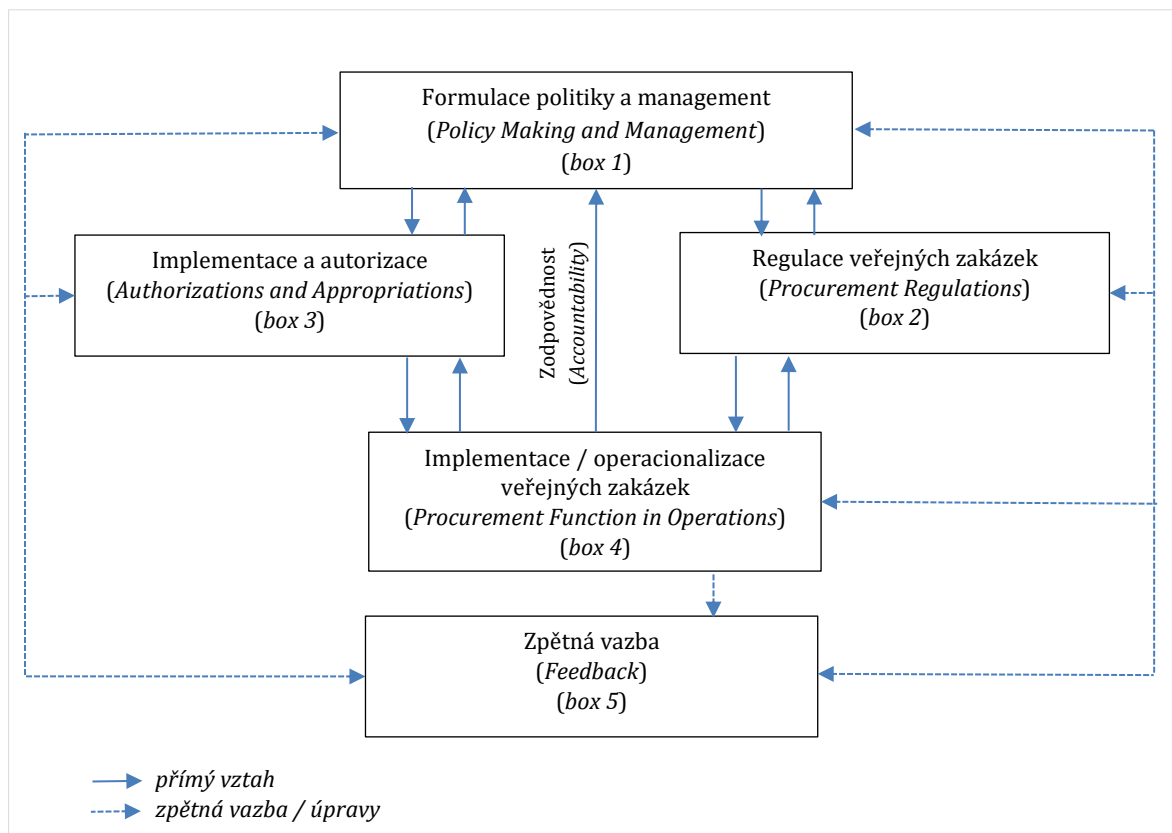 Formulace politiky a management
(Policy Making and Management)
(box 1)
Implementace a autorizace
(Authorizations and Appropriations)
(box 3)
Zodpovědnost
(Accountability)
Regulace veřejných zakázek
(Procurement Regulations)
(box 2)
Implementace / operacionalizace
veřejných zakázek
(Procurement Function in Operations)
(box 4)
Zpětná vazba
(Feedback)
(box 5)
přímý vztah
zpětná vazba / úpravy